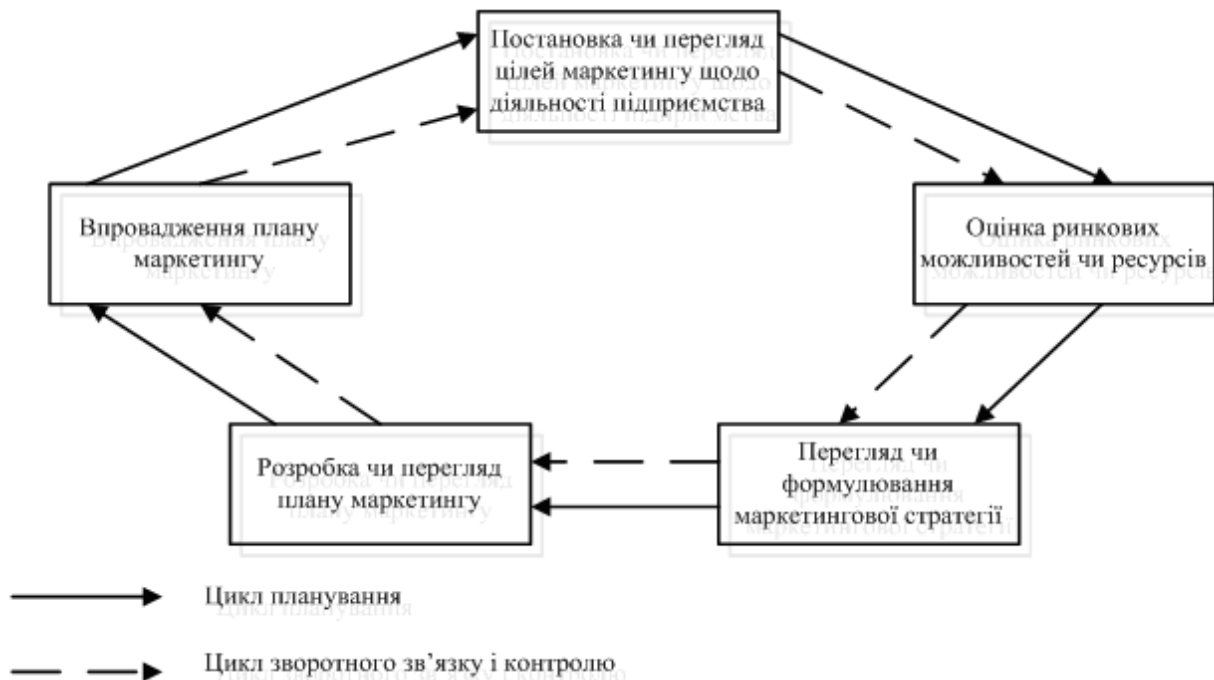 Постановка чи перегляд
цілей маркетингу щодо
діяльності підприємства
Впровадження плану
маркетингу
Оцінка ринкових
можливостей чи ресурсів
Розробка чи перегляд
плану маркетингу
Перегляд чи
формулювання
маркетингової стратегії
Цикл планування
Цикл зворотного зв’язку і контролю